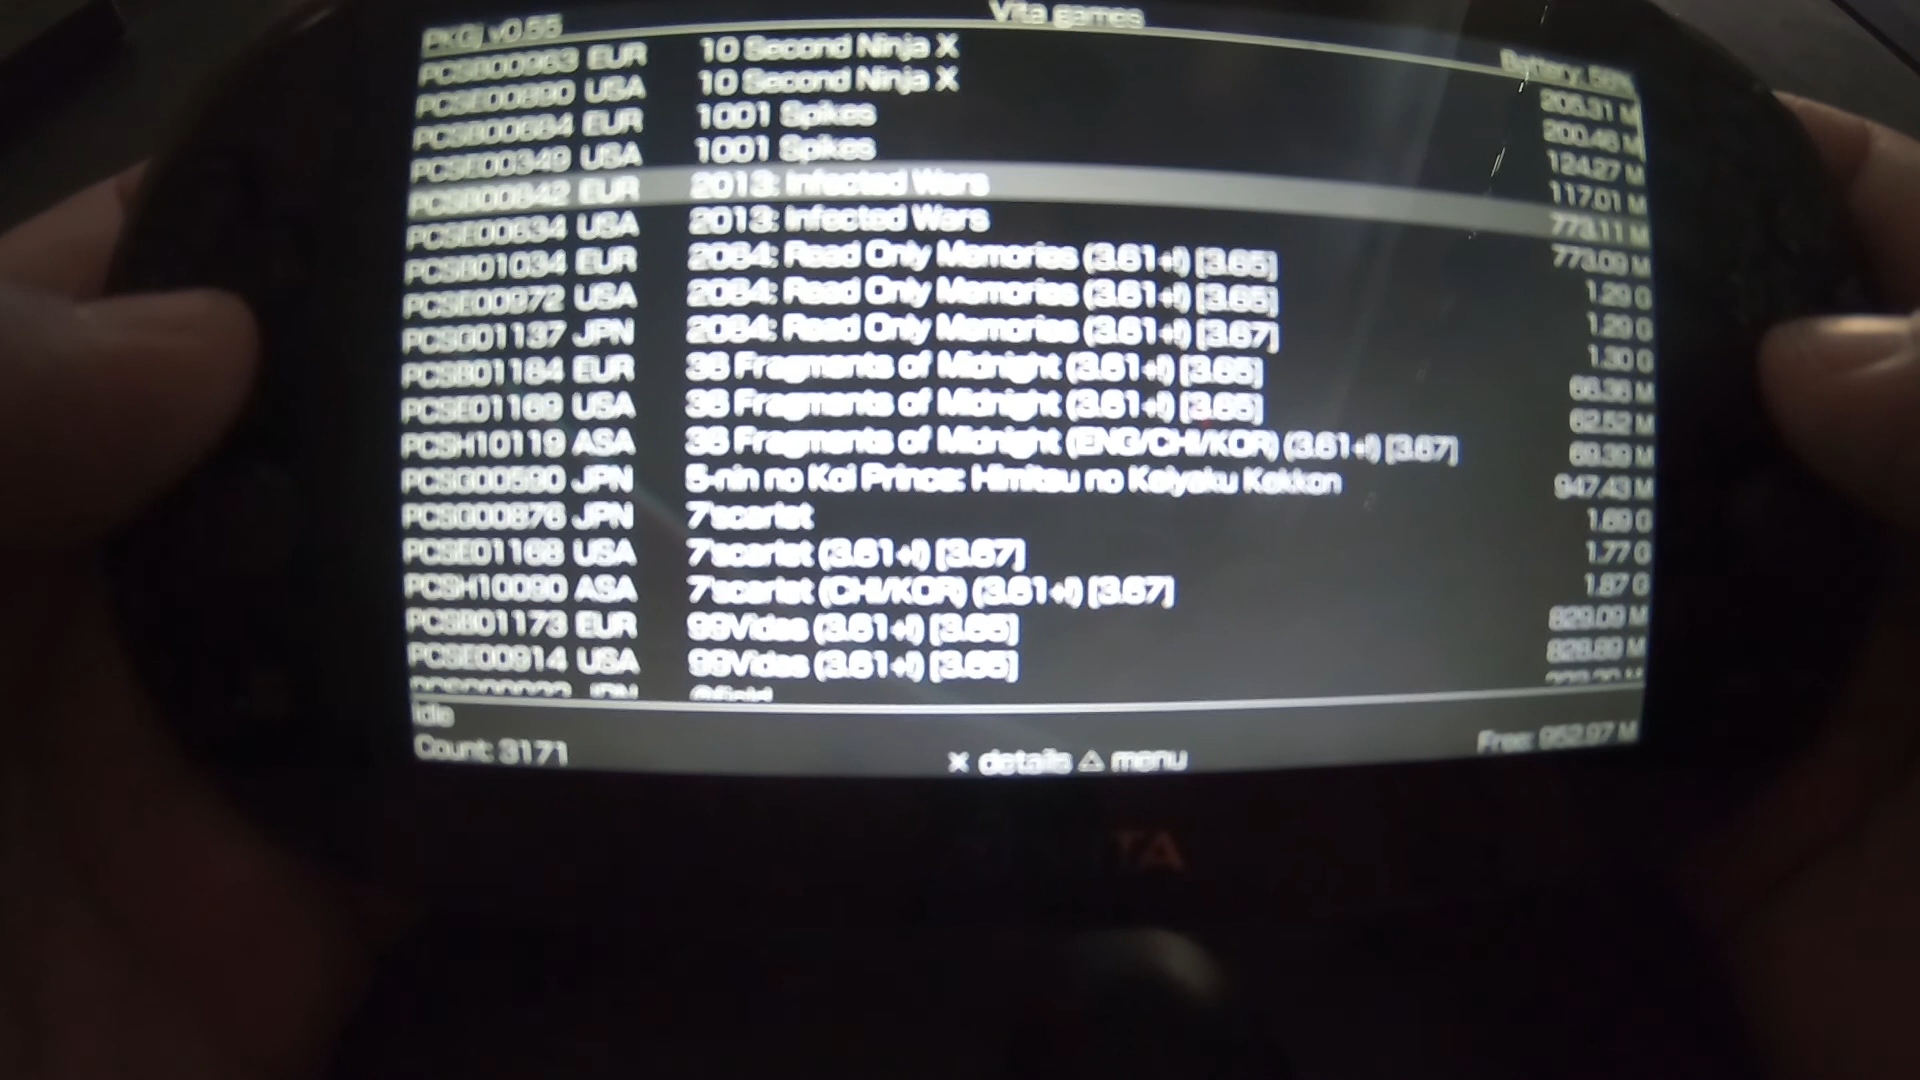 PKGj v0.55 Vita games Battery: 58%
PCSB00963 EUR 10 Second Ninja X 205.31 M
PCSE00890 USA 10 Second Ninja X 200.46 M
PCSB00684 EUR 1001 Spikes 124.27 M
PCSE00349 USA 1001 Spikes 117.01 M
PCSB00842 EUR 2013: Infected Wars 773.11 M
PCSE00634 USA 2013: Infected Wars 773.09 M
PCSB01034 EUR 2064: Read Only Memories (3.61+!) [3.65] 1.29 G
PCSE00972 USA 2064: Read Only Memories (3.61+!) [3.65] 1.29 G
PCSG01137 JPN 2064: Read Only Memories (3.61+!) [3.67] 1.30 G
PCSB01184 EUR 36 Fragments of Midnight (3.61+!) [3.65] 66.36 M
PCSE01169 USA 36 Fragments of Midnight (3.61+!) [3.65] 62.52 M
PCSH10119 ASA 36 Fragments of Midnight (ENG/CHI/KOR) (3.61+!) [3.67] 69.39 M
PCSG00590 JPN 5-nin no Koi Prince: Himitsu no Keiyaku Kekkon 947.43 M
PCSG00876 JPN 7'scarlet 1.69 G
PCSE01168 USA 7'scarlet (3.61+!) [3.67] 1.77 G
PCSH10090 ASA 7'scarlet (CHI/KOR) (3.61+!) [3.67] 1.87 G
PCSB01173 EUR 99Vidas (3.61+!) [3.65] 829.09 M
PCSE00914 USA 99Vidas (3.61+!) [3.65] 828.89 M
JPN @field
Idle
Count: 3171 × details △ menu Free: 952.97 M
TA